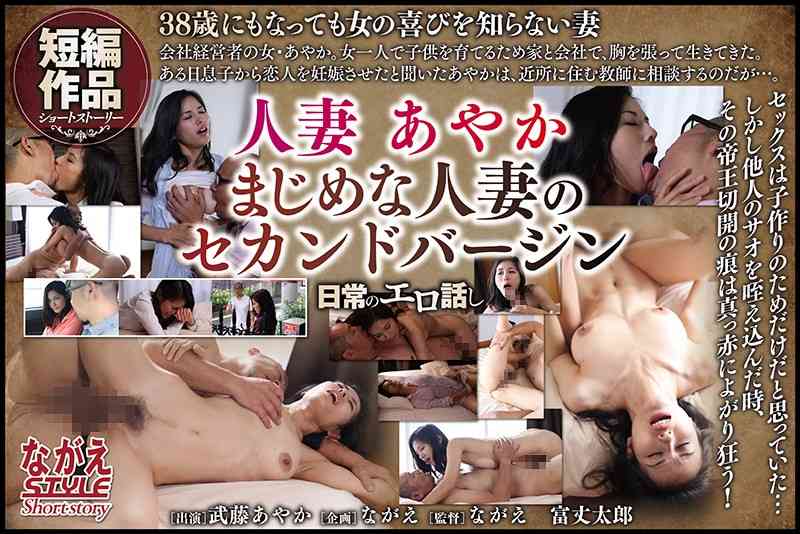 短編
作品
ショートストーリー
38歳にもなっても女の喜びを知らない妻
会社経営者の女・あやか。女一人で子供を育てるため家と会社で、胸を張って生きてきた。
ある日息子から恋人を妊娠させたと聞いたあやかは、近所に住む教師に相談するのだが…。
人妻 あやか
まじめな人妻の
セカンドバージン
日常のエロ話し
セックスは子作りのためだけだと思っていた…
しかし他人のサオを咥え込んだ時、
その帝王切開の痕は真っ赤によがり狂う！
ながえ
STYLE
Short story
[出演]武藤あやか [企画]ながえ [監督]ながえ 富丈太郎